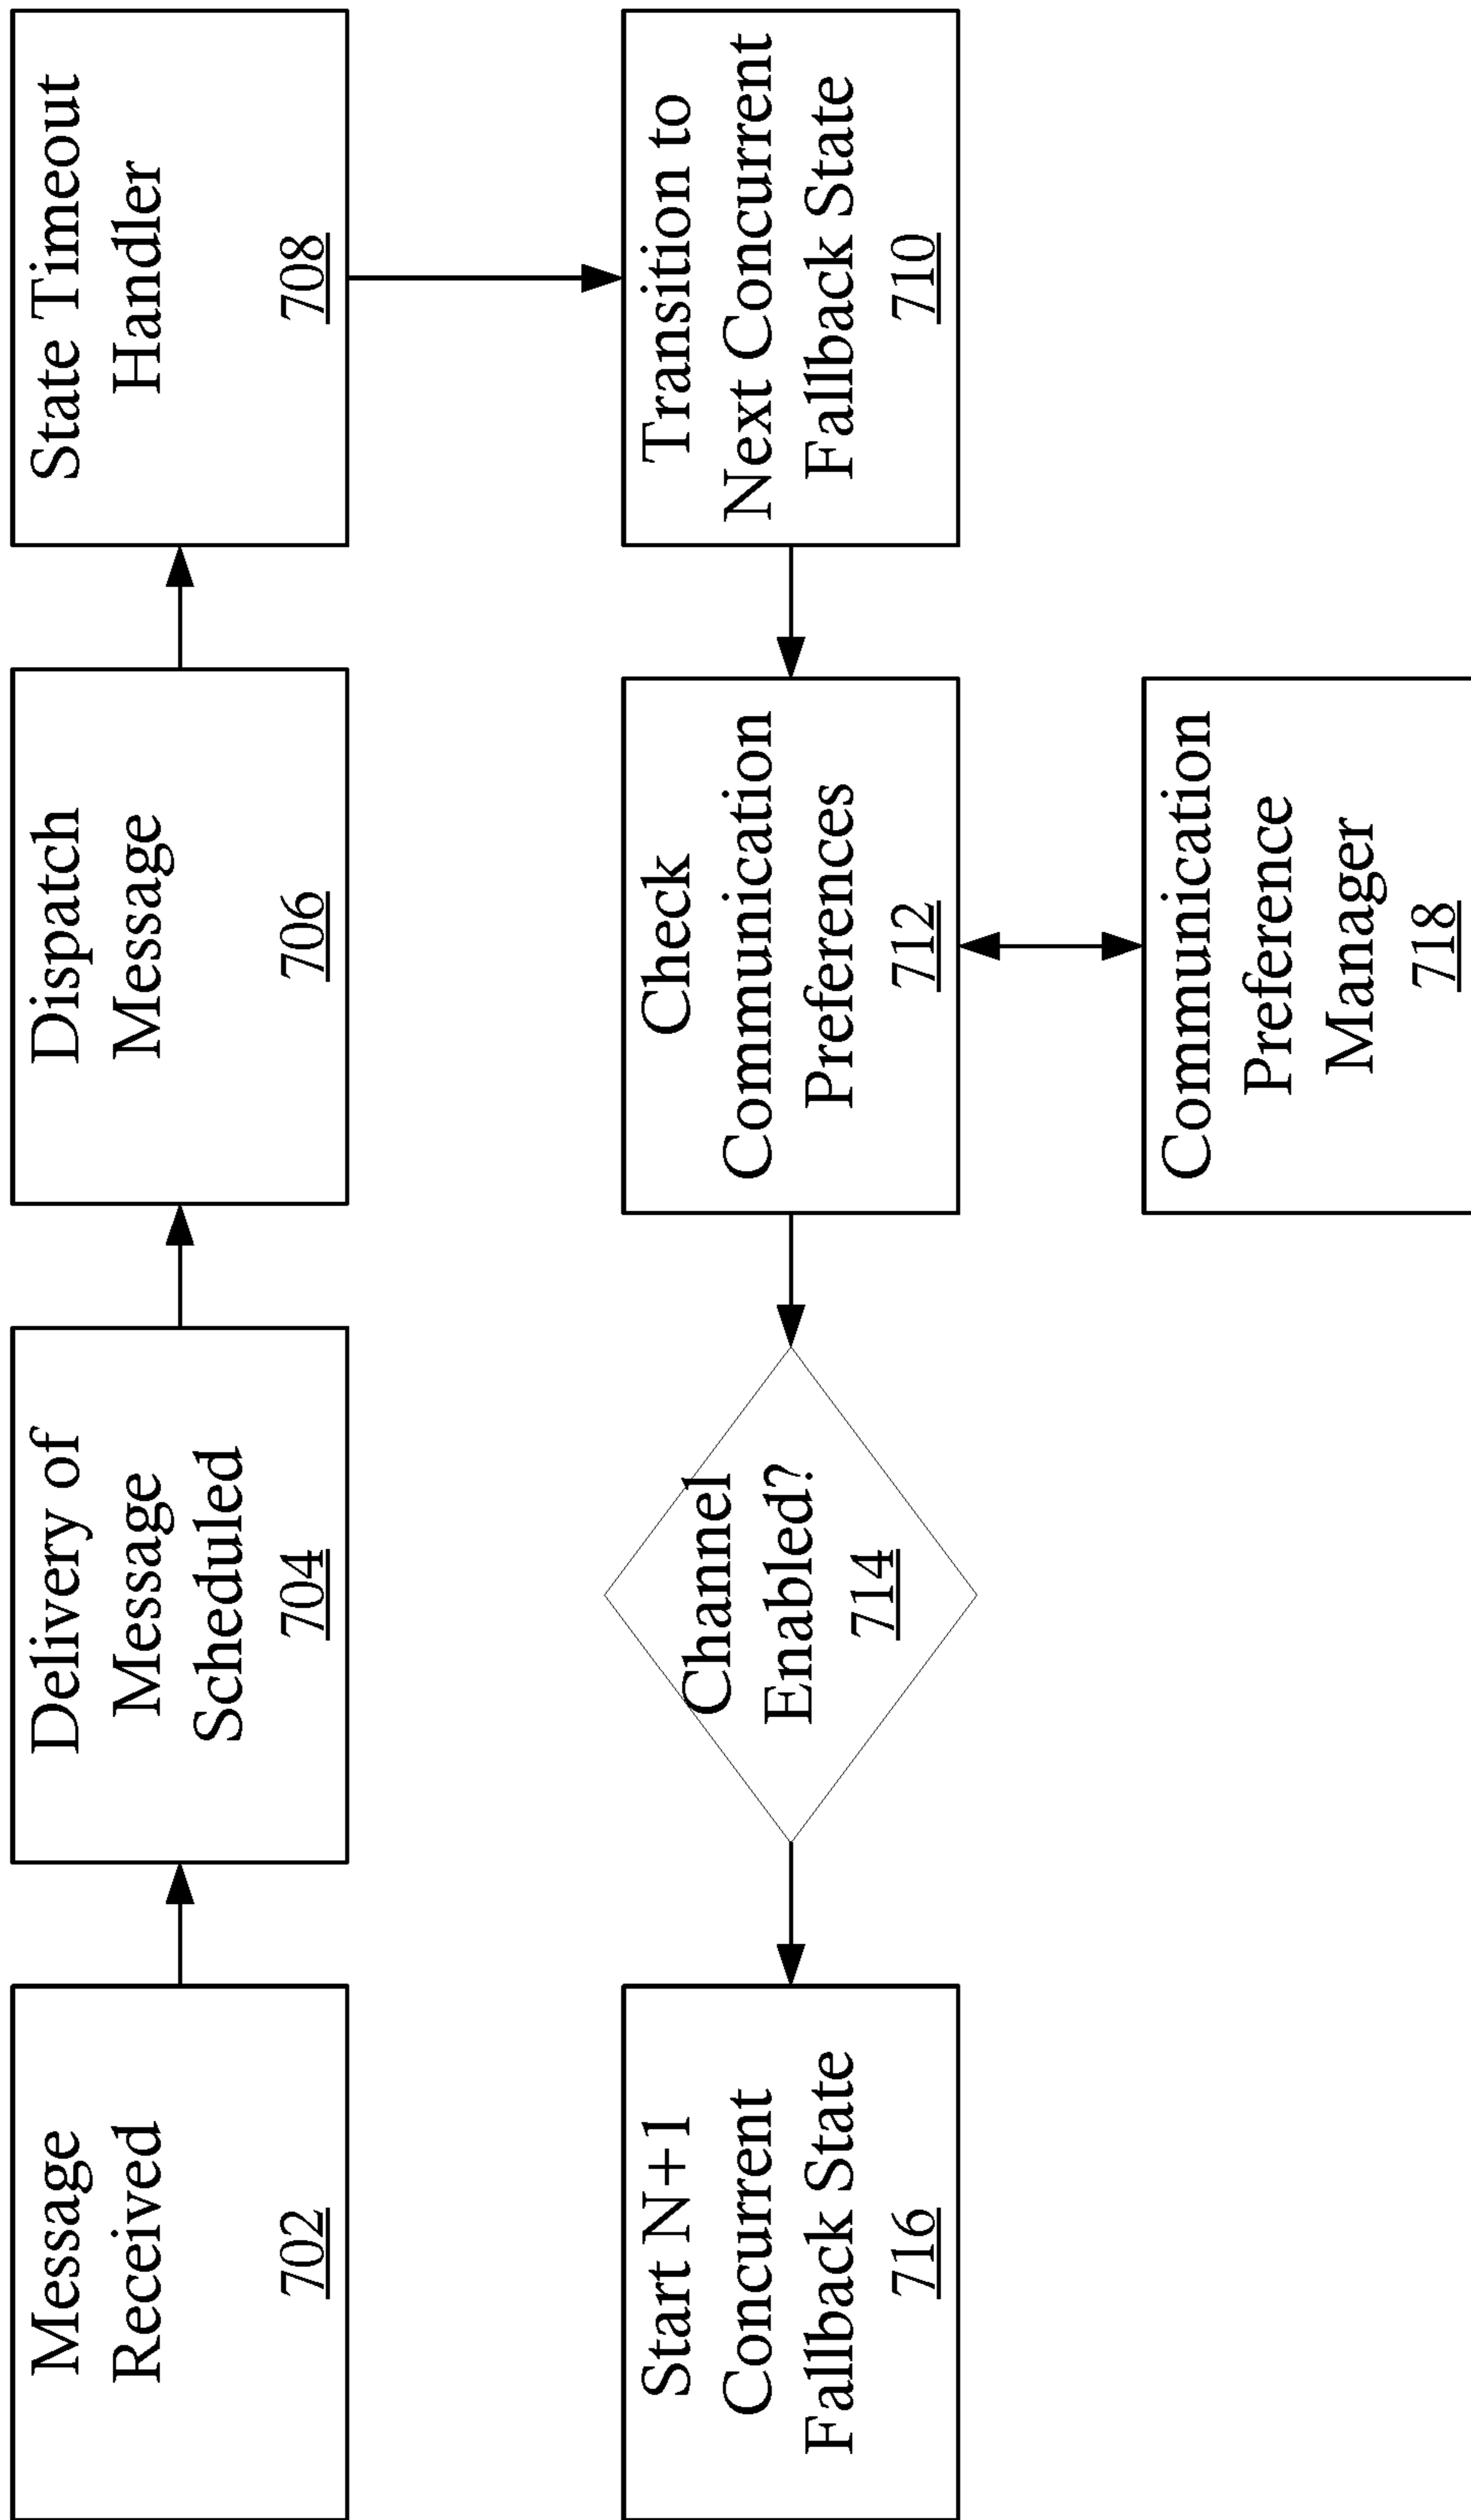 Message
Received
702
Delivery of
Message
Scheduled
704
Dispatch
Message
706
State Timeout
Handler
708
Start N+1
Concurrent
Fallback State
716
Channel
Enabled?
714
Check
Communication
Preferences
712
Transition to
Next Concurrent
Fallback State
710
Communication
Preference
Manager
718